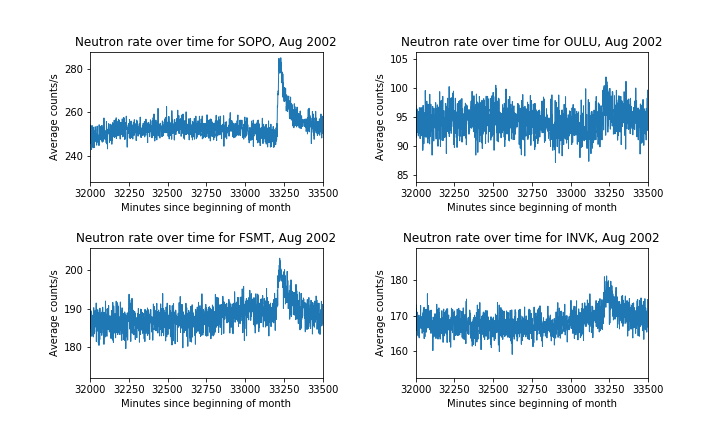 Neutron rate over time for SOPO, Aug 2002
Average counts/s
280
260
240
32000 32250 32500 32750 33000 33250 33500
Minutes since beginning of month
Neutron rate over time for OULU, Aug 2002
Average counts/s
105
100
95
90
85
32000 32250 32500 32750 33000 33250 33500
Minutes since beginning of month
Neutron rate over time for FSMT, Aug 2002
Average counts/s
200
190
180
32000 32250 32500 32750 33000 33250 33500
Minutes since beginning of month
Neutron rate over time for INVK, Aug 2002
Average counts/s
180
170
160
32000 32250 32500 32750 33000 33250 33500
Minutes since beginning of month